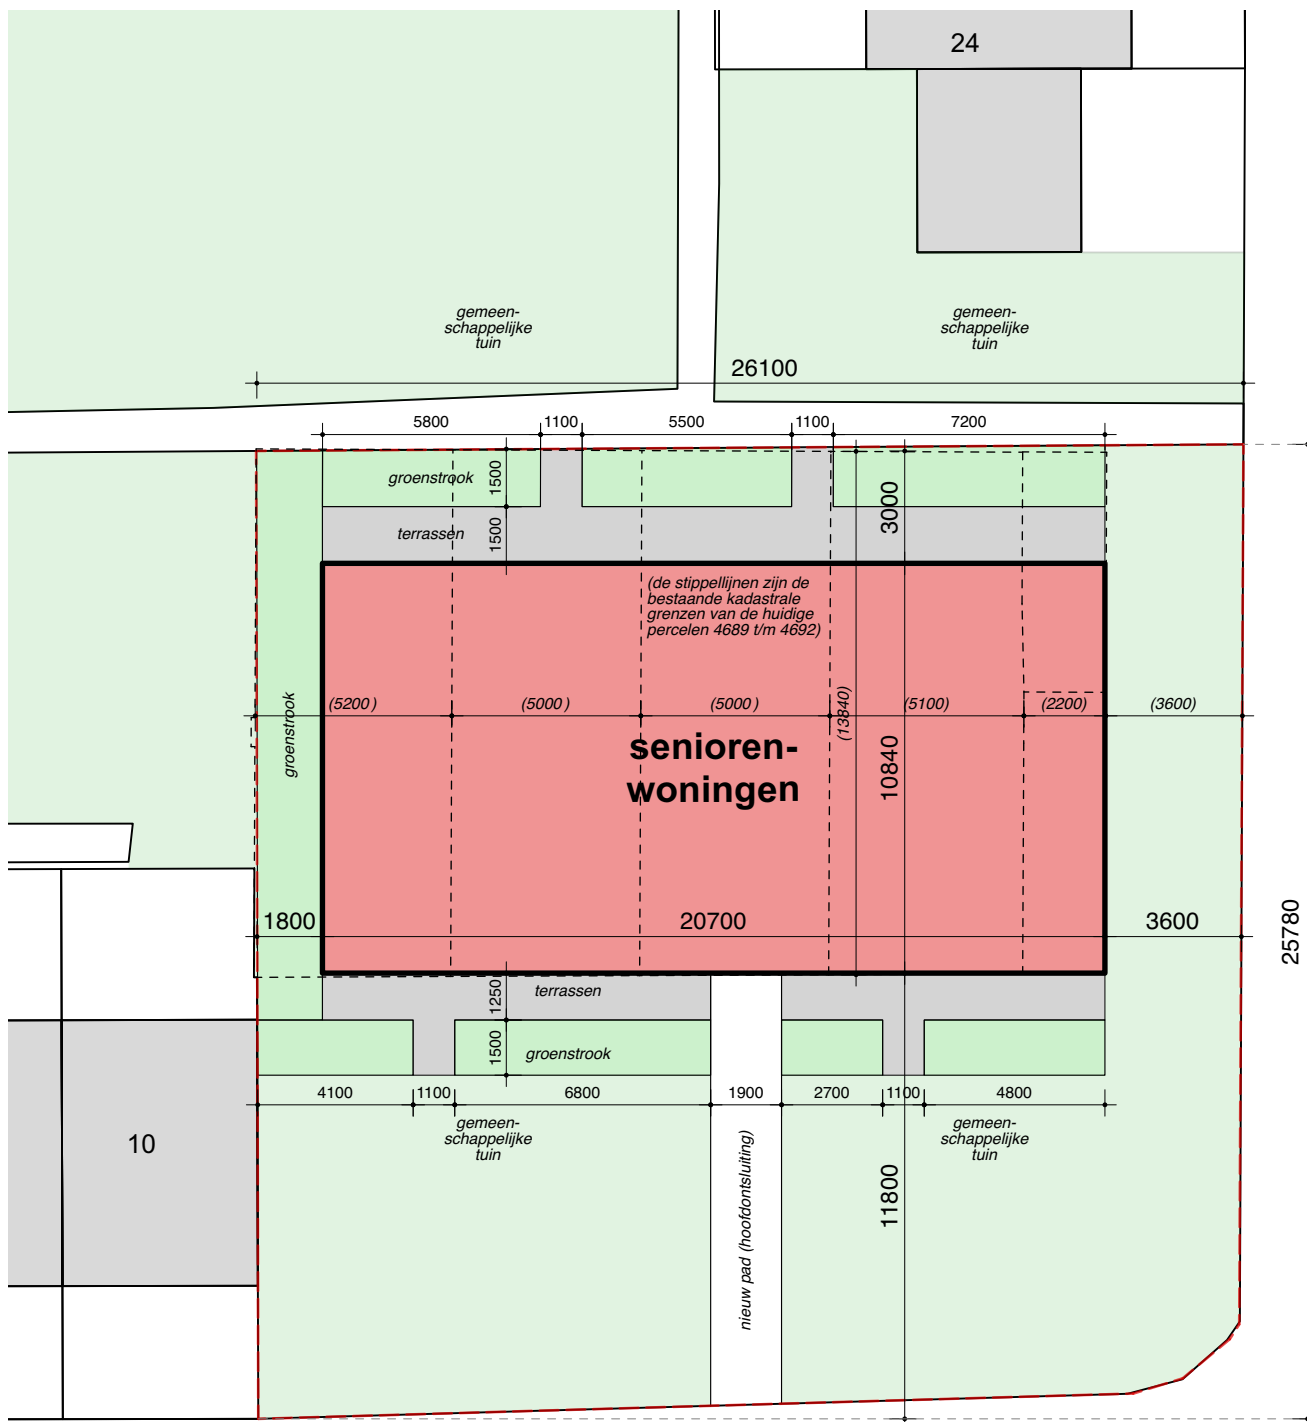 24
gemeen-
schappelijke
tuin
gemeen-
schappelijke
tuin
26100
5800
1100
5500
1100
7200
groenstrook
1500
3000
terrassen
1500
(de stippellijnen zijn de
bestaande kadastrale
grenzen van de huidige
percelen 4689 t/m 4692)
groenstrook
(5200 )
(5000 )
(5000 )
(13840)
(5100)
(2200)
(3600)
senioren-
woningen
10840
1800
20700
3600
25780
1250
terrassen
1500
groenstrook
4100
1100
6800
1900
2700
1100
4800
10
gemeen-
schappelijke
tuin
nieuw pad (hoofdontsluiting)
gemeen-
schappelijke
tuin
11800